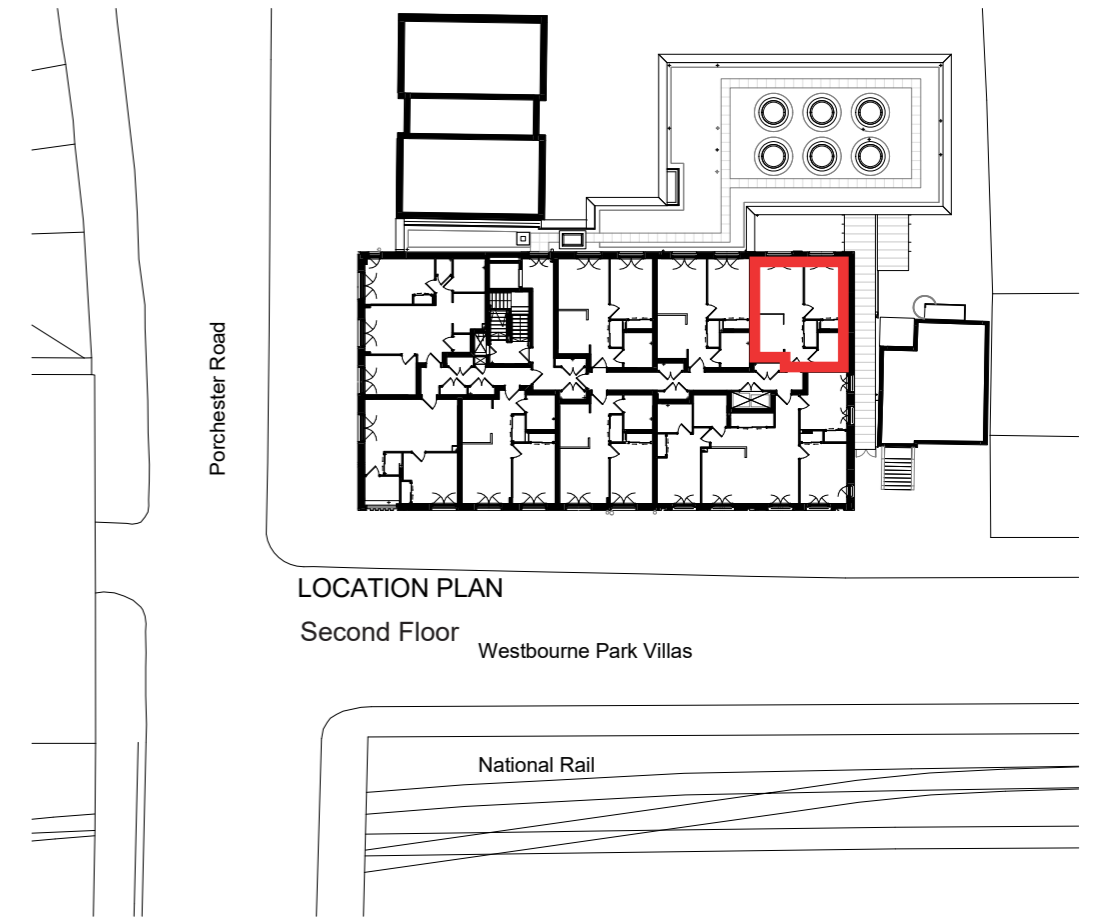 Porchester Road
LOCATION PLAN
Second Floor
Westbourne Park Villas
National Rail